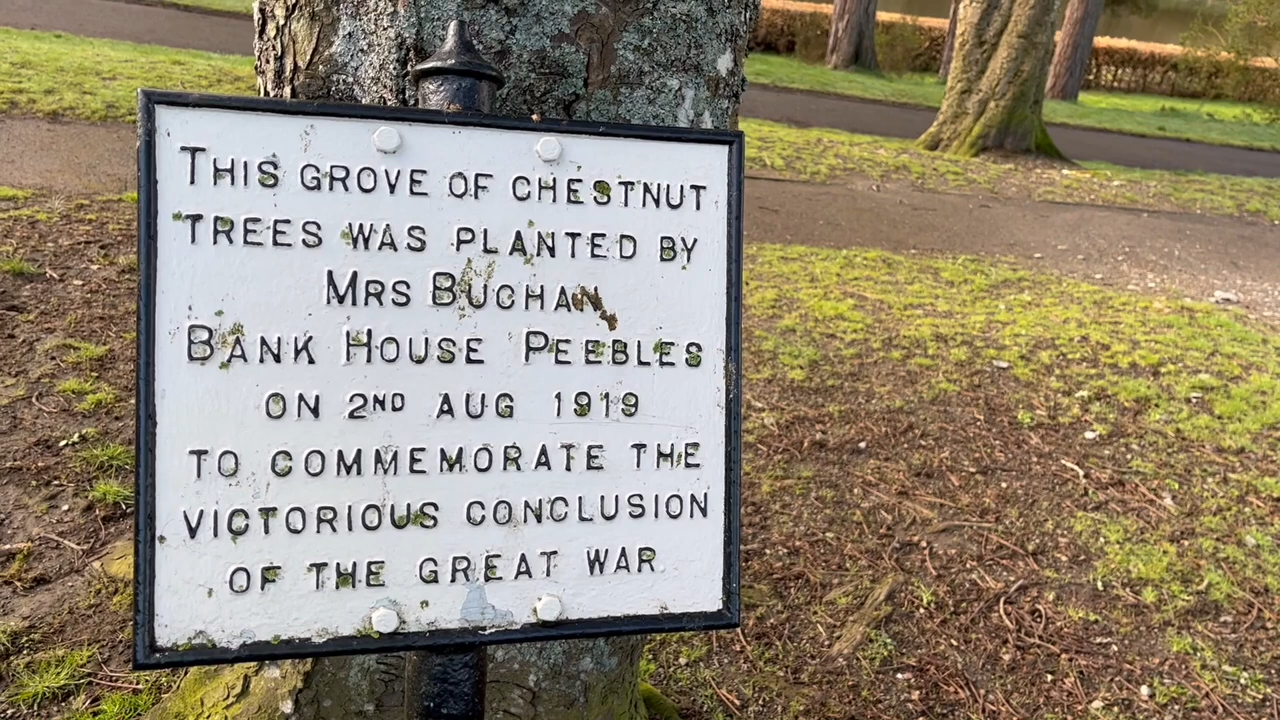 THIS GROVE OF CHESTNUT
TREES WAS PLANTED BY
MRS BUCHAN
BANK HOUSE PEEBLES
ON 2ND AUG 1919
TO COMMEMORATE THE
VICTORIOUS CONCLUSION
OF THE GREAT WAR.